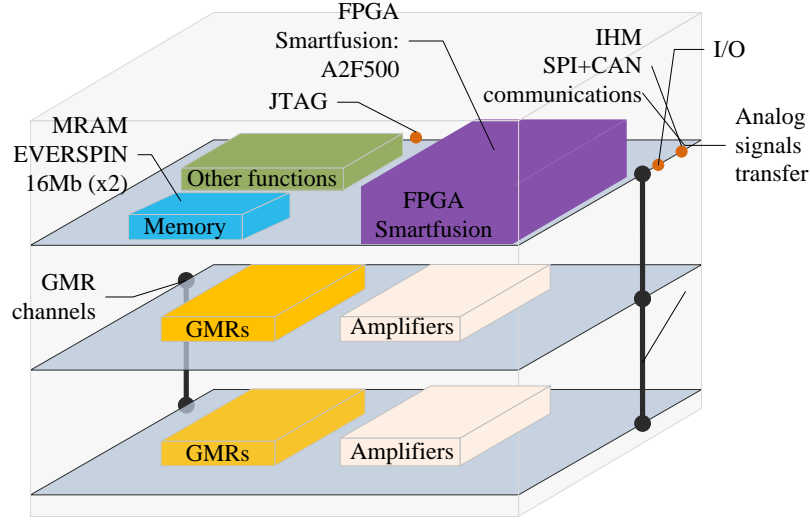 FPGA
Smartfusion:
A2F500
IHM
SPI+CAN
communications
I/O
JTAG
MRAM
EVERSPIN
16Mb (x2)
Analog
signals
transfer
Other functions
Memory
FPGA
Smartfusion
GMR
channels
GMRs
Amplifiers
GMRs
Amplifiers